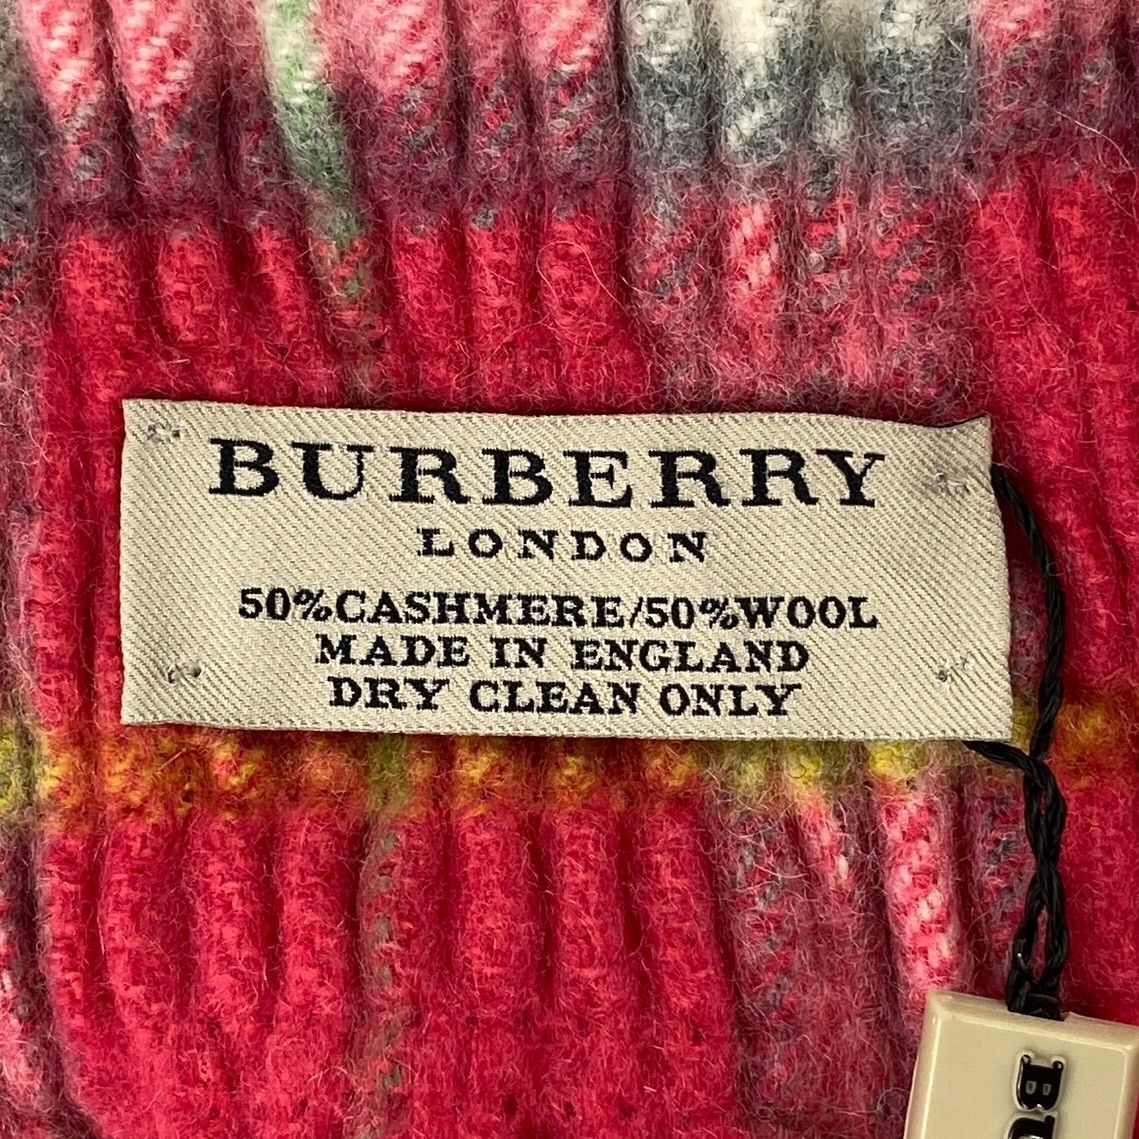 BURBERRY
LONDON
50%CASHMERE/50%WOOL
MADE IN ENGLAND
DRY CLEAN ONLY